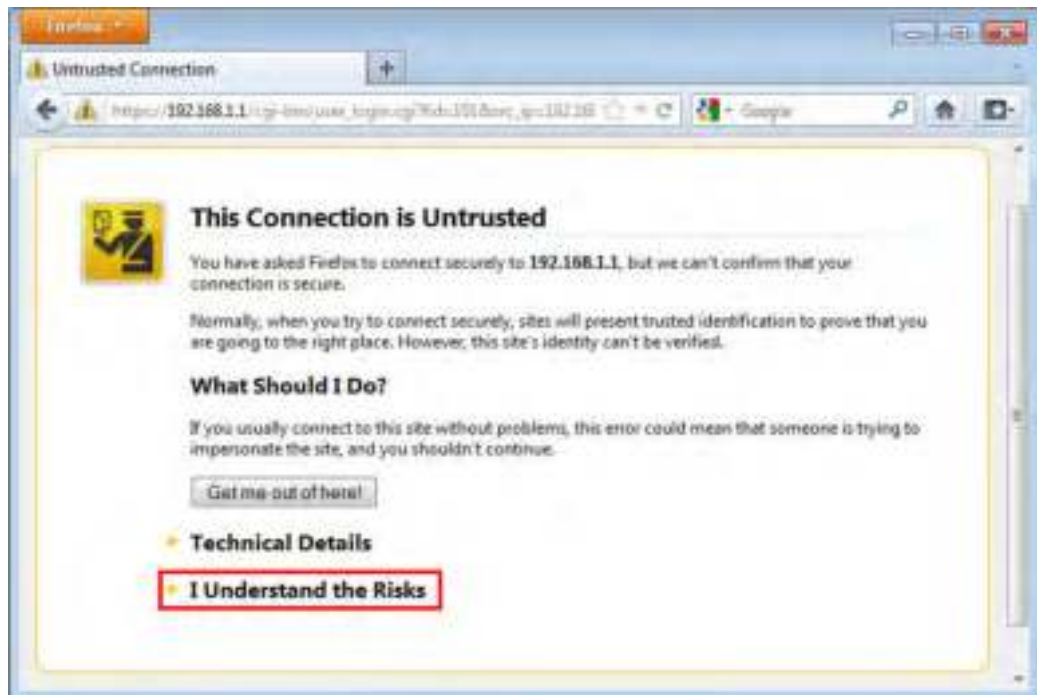 Firefox
Untrusted Connection
+
https://192.168.1.1/cgi-bin/user_login.cgi
Google
This Connection is Untrusted
You have asked Firefox to connect securely to 192.168.1.1, but we can't confirm that your
connection is secure.
Normally, when you try to connect securely, sites will present trusted identification to prove that you
are going to the right place. However, this site's identity can't be verified.
What Should I Do?
If you usually connect to this site without problems, this error could mean that someone is trying to
impersonate the site, and you shouldn't continue.
Get me out of here!
Technical Details
I Understand the Risks